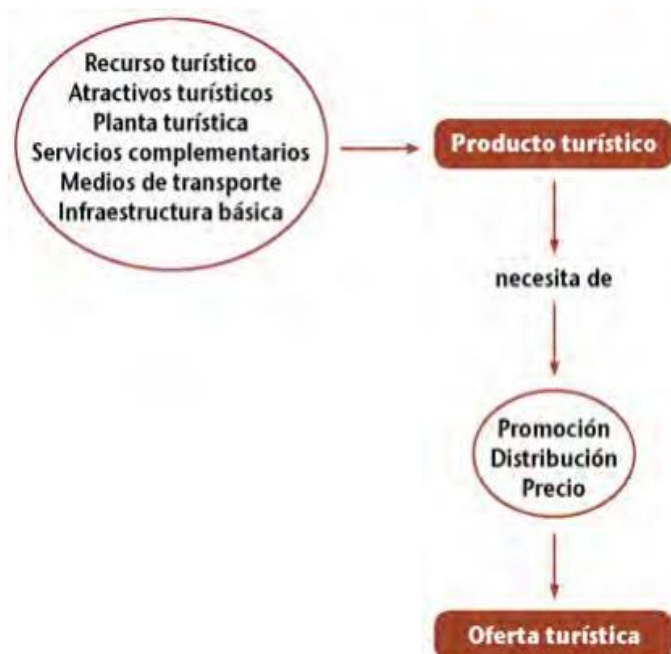 Recurso turístico
Atractivos turísticos
Planta turística
Servicios complementarios
Medios de transporte
Infraestructura básica
Producto turístico
necesita de
Promoción
Distribución
Precio
Oferta turística